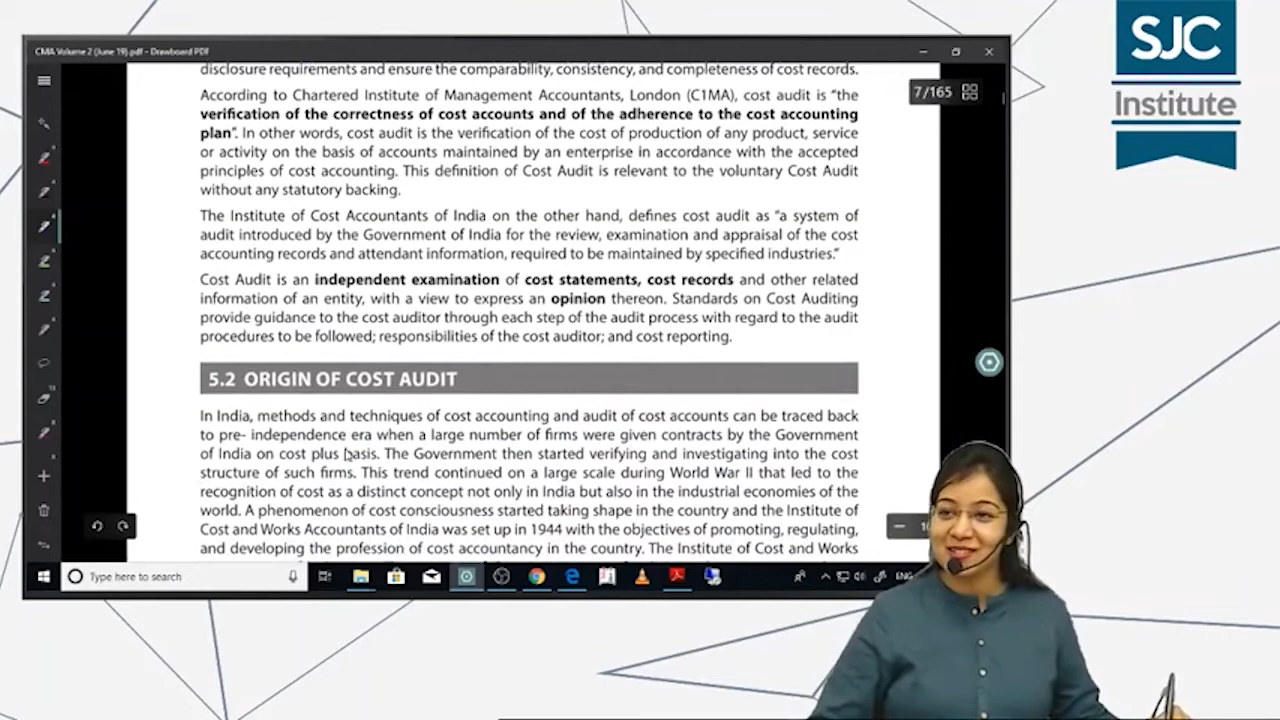 SJC
Institute
CMA Volume 2 (June 19).pdf - Drawboard PDF
7/165
disclosure requirements and ensure the comparability, consistency, and completeness of cost records.
According to Chartered Institute of Management Accountants, London (C1MA), cost audit is "the
verification of the correctness of cost accounts and of the adherence to the cost accounting
plan". In other words, cost audit is the verification of the cost of production of any product, service
or activity on the basis of accounts maintained by an enterprise in accordance with the accepted
principles of cost accounting. This definition of Cost Audit is relevant to the voluntary Cost Audit
without any statutory backing.
The Institute of Cost Accountants of India on the other hand, defines cost audit as "a system of
audit introduced by the Government of India for the review, examination and appraisal of the cost
accounting records and attendant information, required to be maintained by specified industries."
Cost Audit is an independent examination of cost statements, cost records and other related
information of an entity, with a view to express an opinion thereon. Standards on Cost Auditing
provide guidance to the cost auditor through each step of the audit process with regard to the audit
procedures to be followed; responsibilities of the cost auditor; and cost reporting.
5.2 ORIGIN OF COST AUDIT
In India, methods and techniques of cost accounting and audit of cost accounts can be traced back
to pre- independence era when a large number of firms were given contracts by the Government
of India on cost plus basis. The Government then started verifying and investigating into the cost
structure of such firms. This trend continued on a large scale during World War II that led to the
recognition of cost as a distinct concept not only in India but also in the industrial economies of the
world. A phenomenon of cost consciousness started taking shape in the country and the Institute of
Cost and Works Accountants of India was set up in 1944 with the objectives of promoting, regulating,
and developing the profession of cost accountancy in the country. The Institute of Cost and Works
Type here to search
ENG